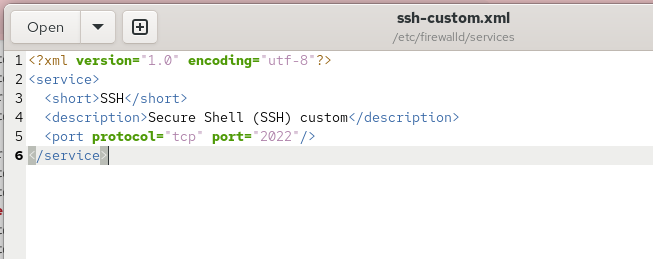 Open
ssh-custom.xml
/etc/firewalld/services
1 <?xml version="1.0" encoding="utf-8"?>
2 <service>
3   <short>SSH</short>
4   <description>Secure Shell (SSH) custom</description>
5   <port protocol="tcp" port="2022"/>
6 </service>